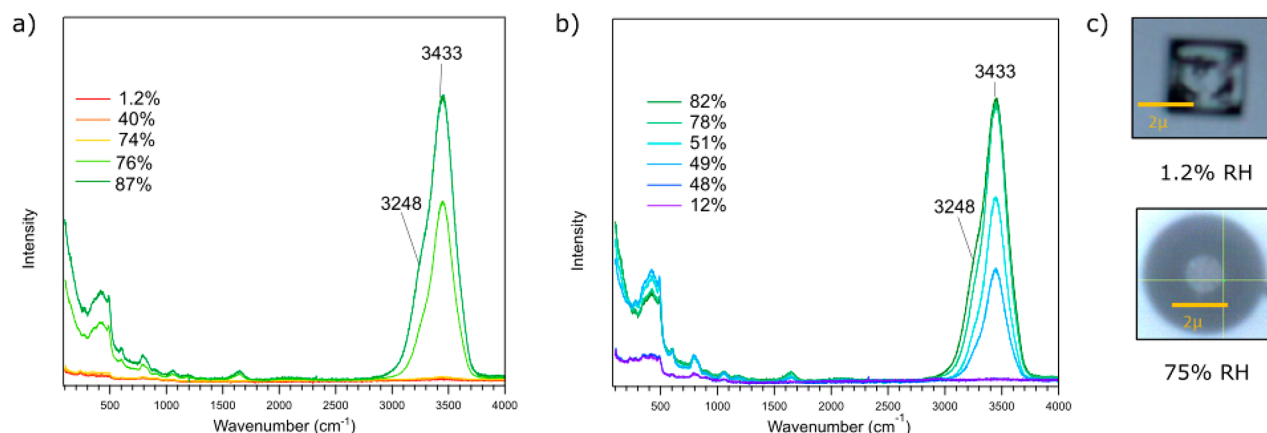 a)
Intensity
3433
3248
1.2%
40%
74%
76%
87%
500
1000
1500
2000
2500
3000
3500
4000
Wavenumber (cm-1)
b)
Intensity
3433
3248
82%
78%
51%
49%
48%
12%
500
1000
1500
2000
2500
3000
3500
4000
Wavenumber (cm-1)
c)
2μ
1.2% RH
2μ
75% RH